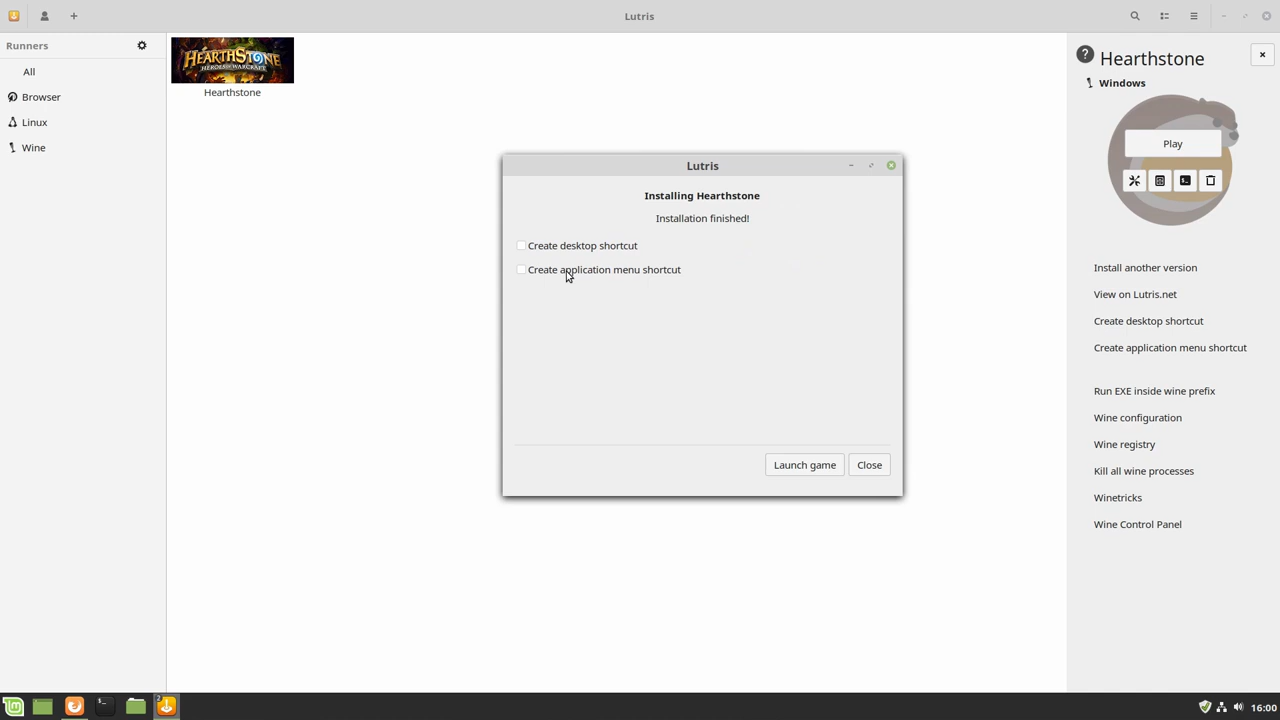 Lutris
Runners
All
Browser
Linux
Wine
HEARTHSTONE
HEROES OF WARCRAFT
Hearthstone
Lutris
Installing Hearthstone
Installation finished!
Create desktop shortcut
Create application menu shortcut
Launch game
Close
Hearthstone
Windows
Play
Install another version
View on Lutris.net
Create desktop shortcut
Create application menu shortcut
Run EXE inside wine prefix
Wine configuration
Wine registry
Kill all wine processes
Winetricks
Wine Control Panel
2
16:00